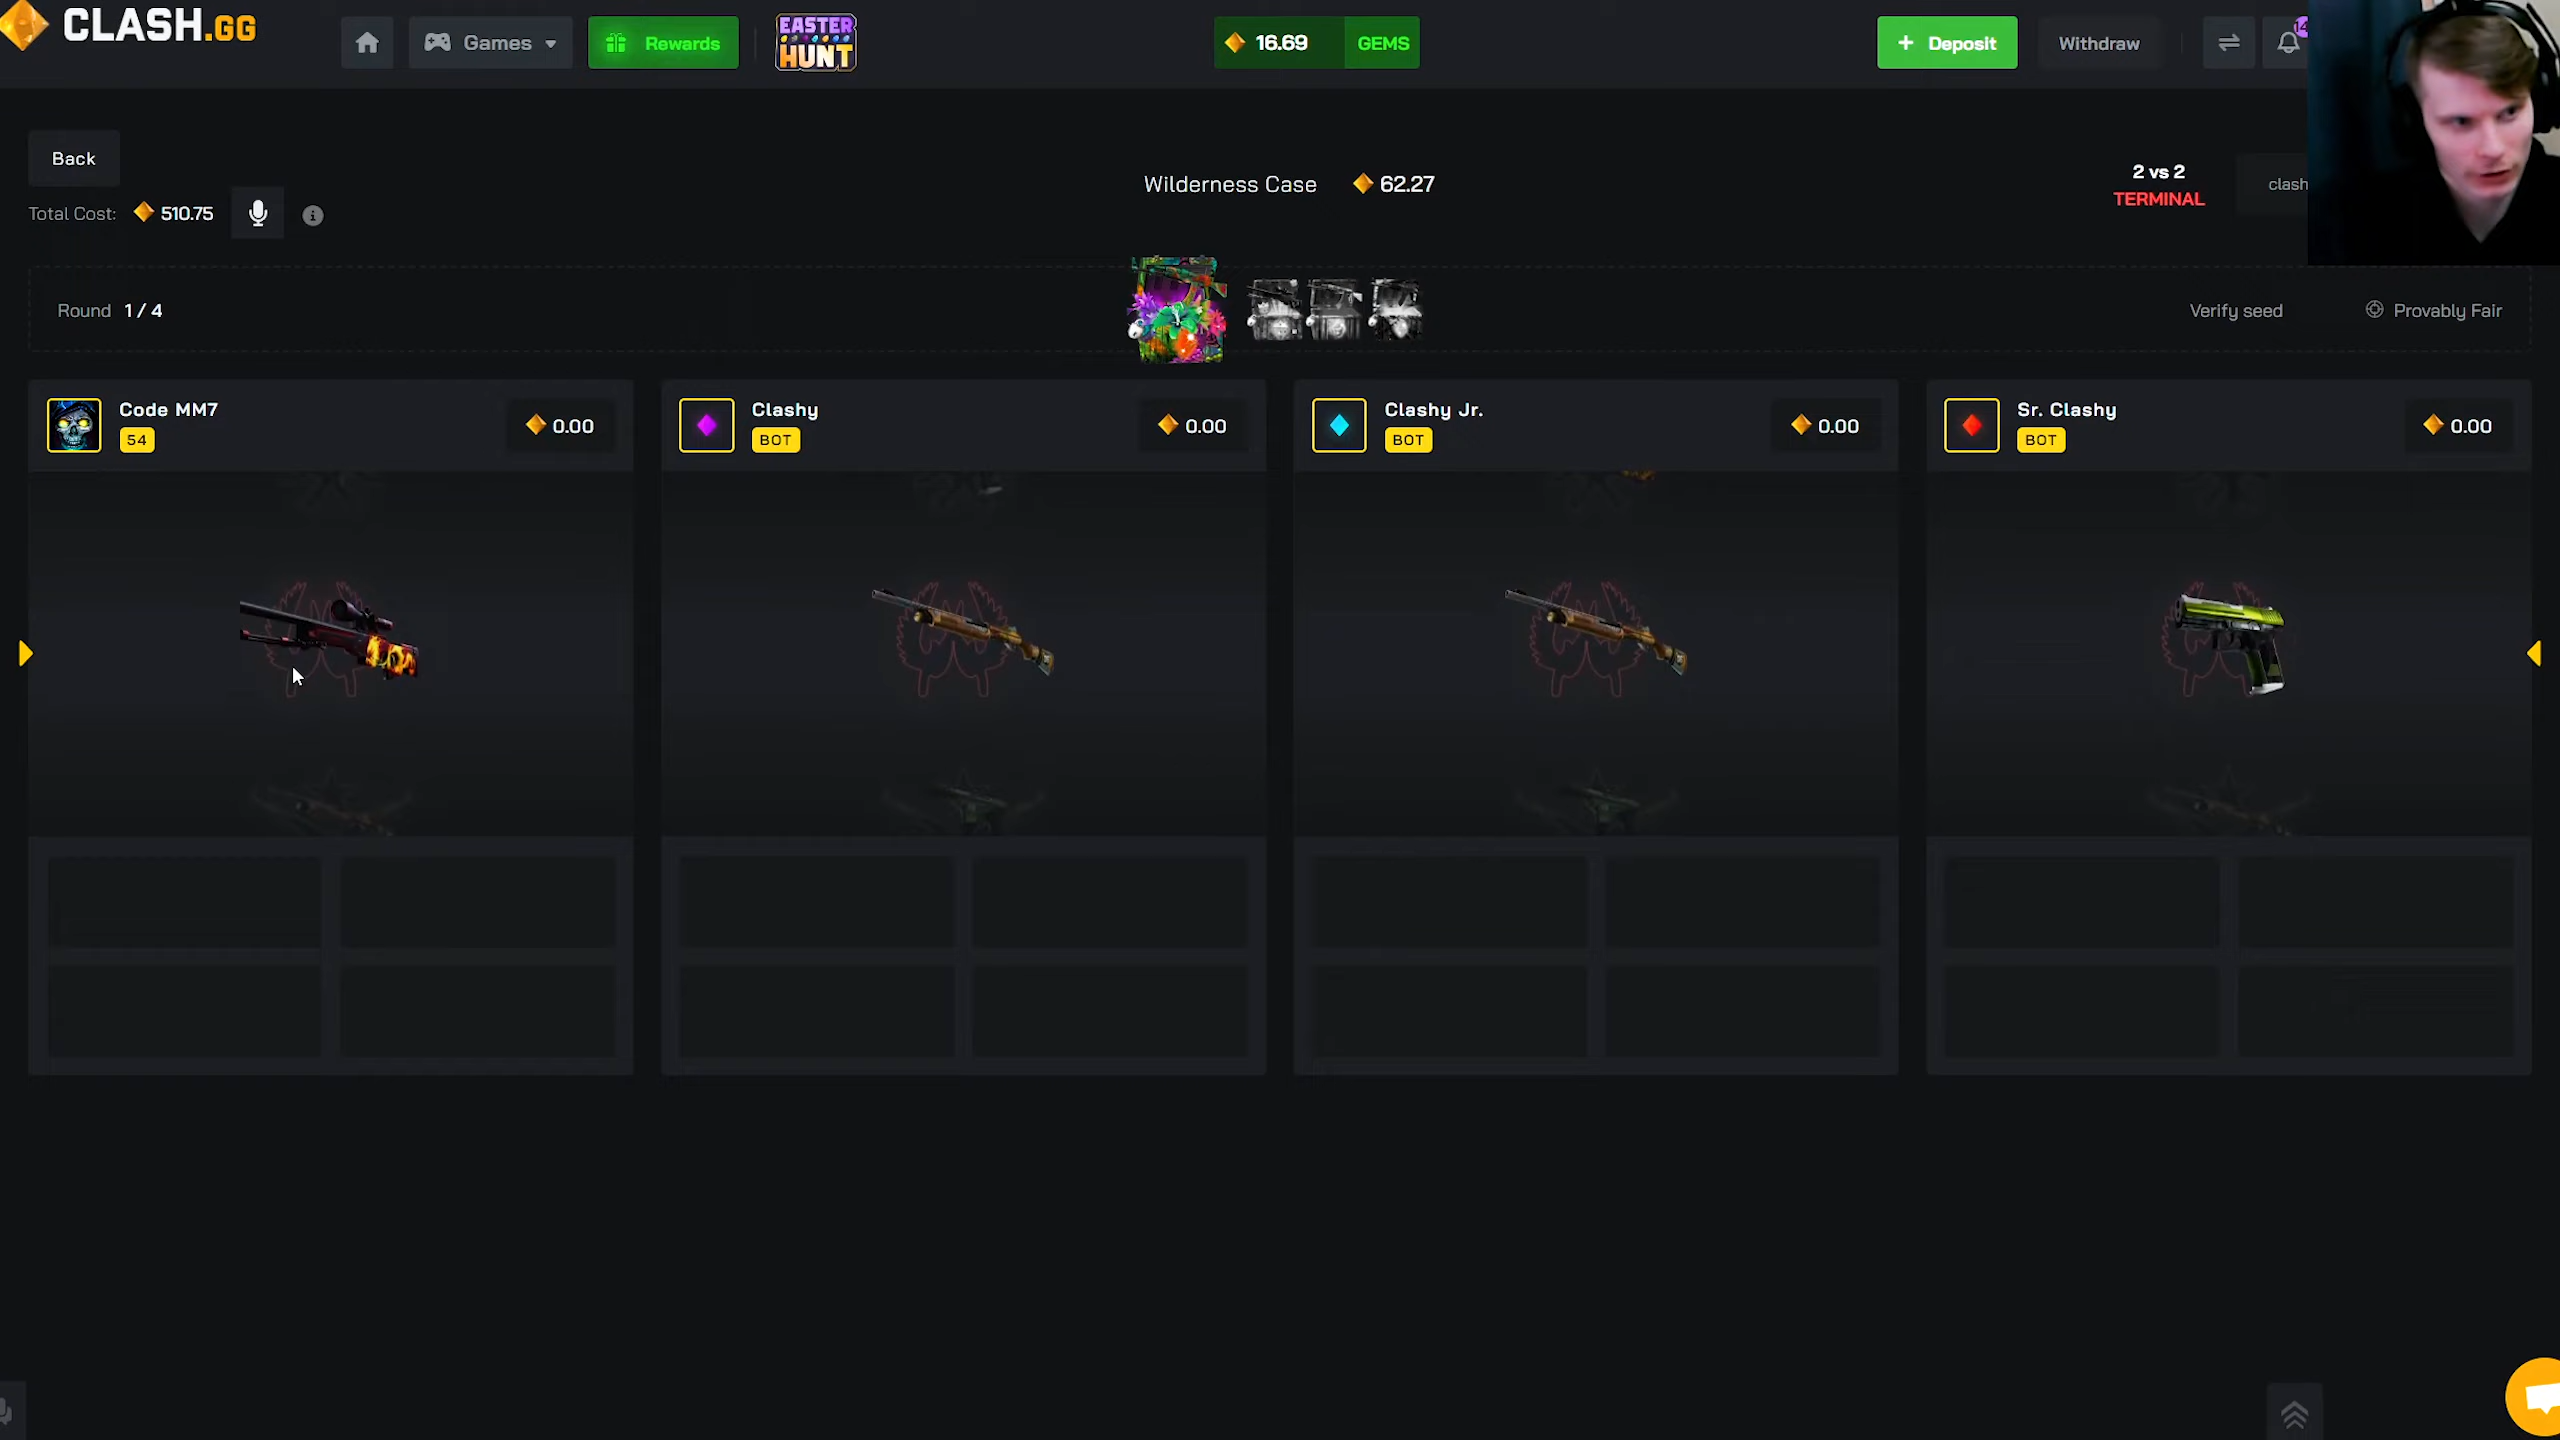 CLASH.GG
Games
Rewards
EASTER
HUNT
16.69 GEMS
+ Deposit
Withdraw
14
Back
Total Cost: 510.75
Wilderness Case 62.27
2 vs 2
TERMINAL
clash
Round 1 / 4
Verify seed
Provably Fair
Code MM7
54
0.00
Clashy
BOT
0.00
Clashy Jr.
BOT
0.00
Sr. Clashy
BOT
0.00